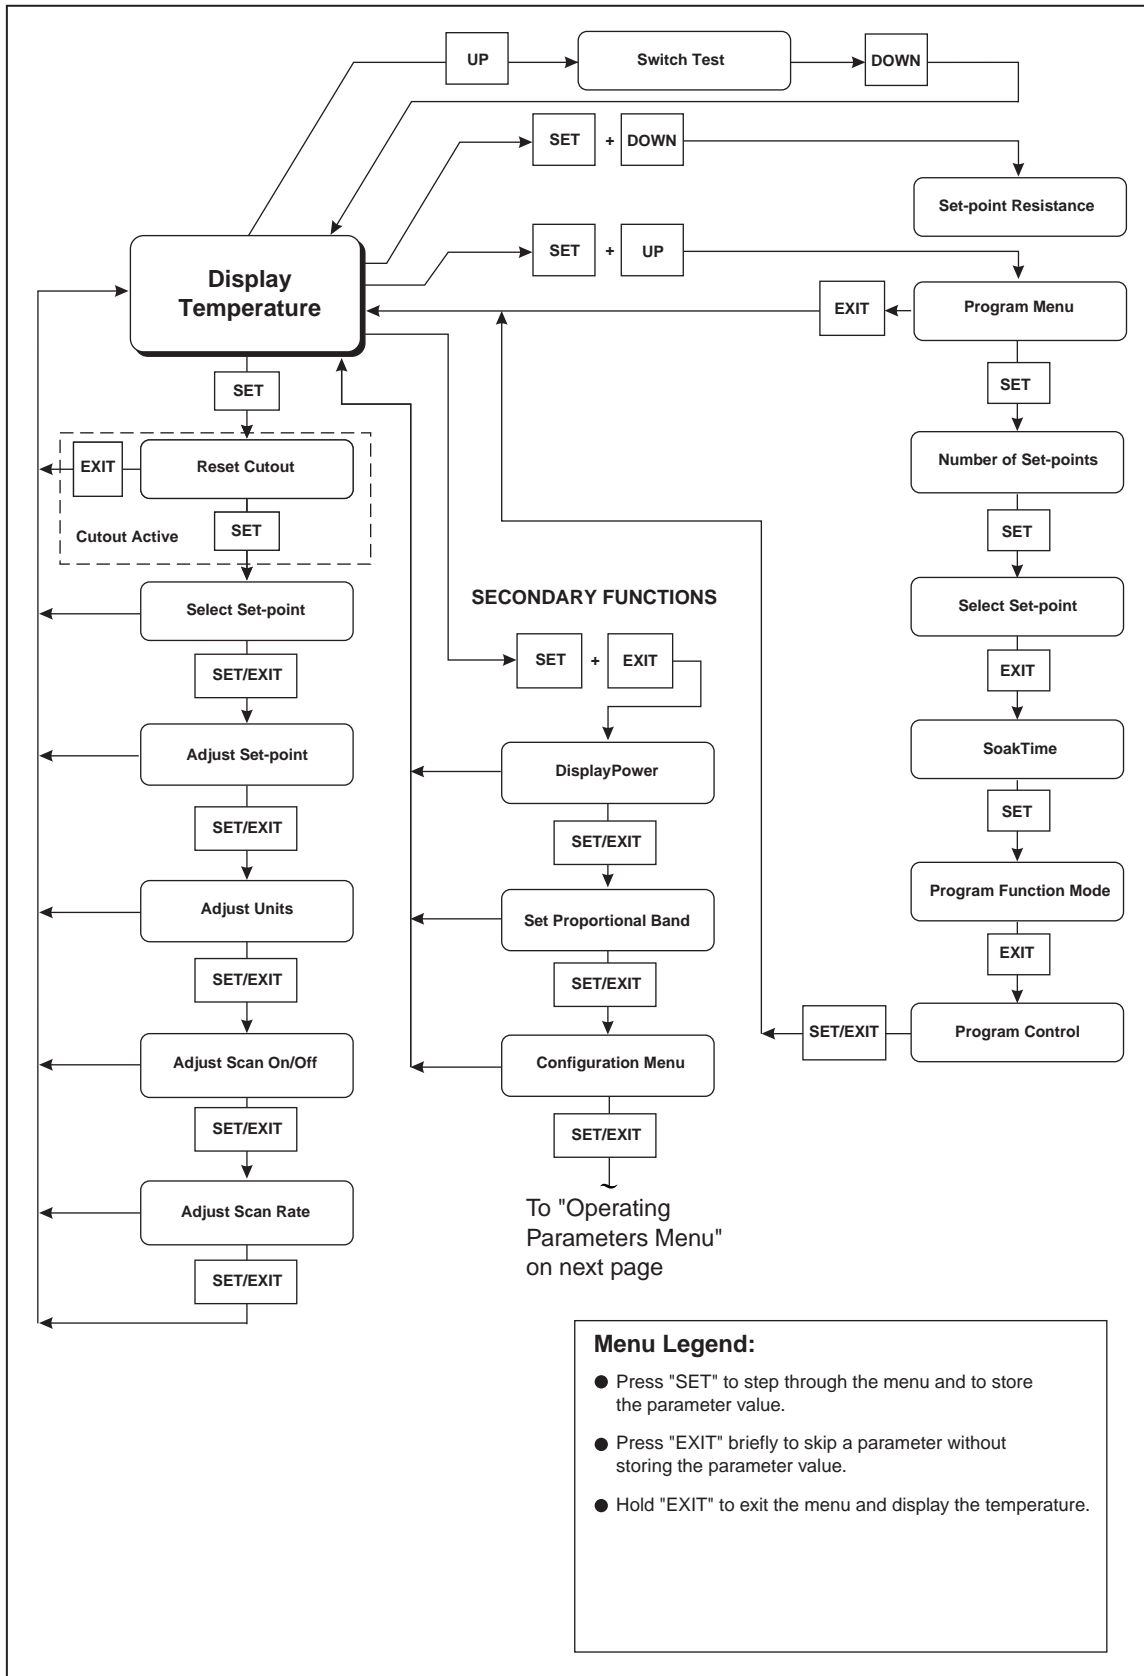 UP
Switch Test
DOWN
SET
+
DOWN
Set-point Resistance
SET
+
UP
Display
Temperature
EXIT
Program Menu
SET
SET
EXIT
Reset Cutout
Number of Set-points
Cutout Active
SET
SET
Select Set-point
SECONDARY FUNCTIONS
Select Set-point
SET/EXIT
SET
+
EXIT
EXIT
Adjust Set-point
DisplayPower
SoakTime
SET/EXIT
SET/EXIT
SET
Adjust Units
Set Proportional Band
Program Function Mode
SET/EXIT
SET/EXIT
EXIT
Adjust Scan On/Off
Configuration Menu
SET/EXIT
Program Control
SET/EXIT
SET/EXIT
Adjust Scan Rate
To "Operating
Parameters Menu"
on next page
SET/EXIT
Menu Legend:
● Press "SET" to step through the menu and to store
the parameter value.
● Press "EXIT" briefly to skip a parameter without
storing the parameter value.
● Hold "EXIT" to exit the menu and display the temperature.